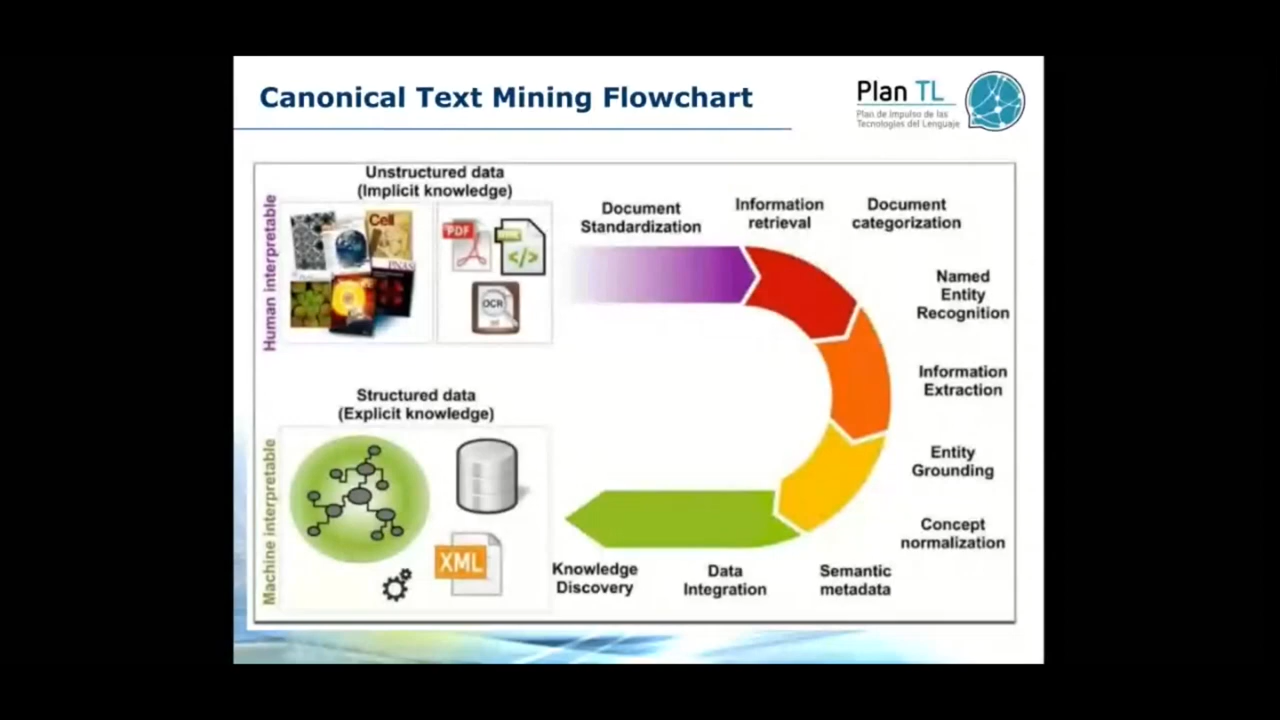 Canonical Text Mining Flowchart
Plan TL
Plan de Impulso de las
Tecnologías del Lenguaje
Human interpretable
Unstructured data
(Implicit knowledge)
Cell
PNAS
PDF
</>
OCR
Document
Standardization
Information
retrieval
Document
categorization
Named
Entity
Recognition
Information
Extraction
Entity
Grounding
Concept
normalization
Semantic
metadata
Data
Integration
Knowledge
Discovery
Machine interpretable
Structured data
(Explicit knowledge)
XML